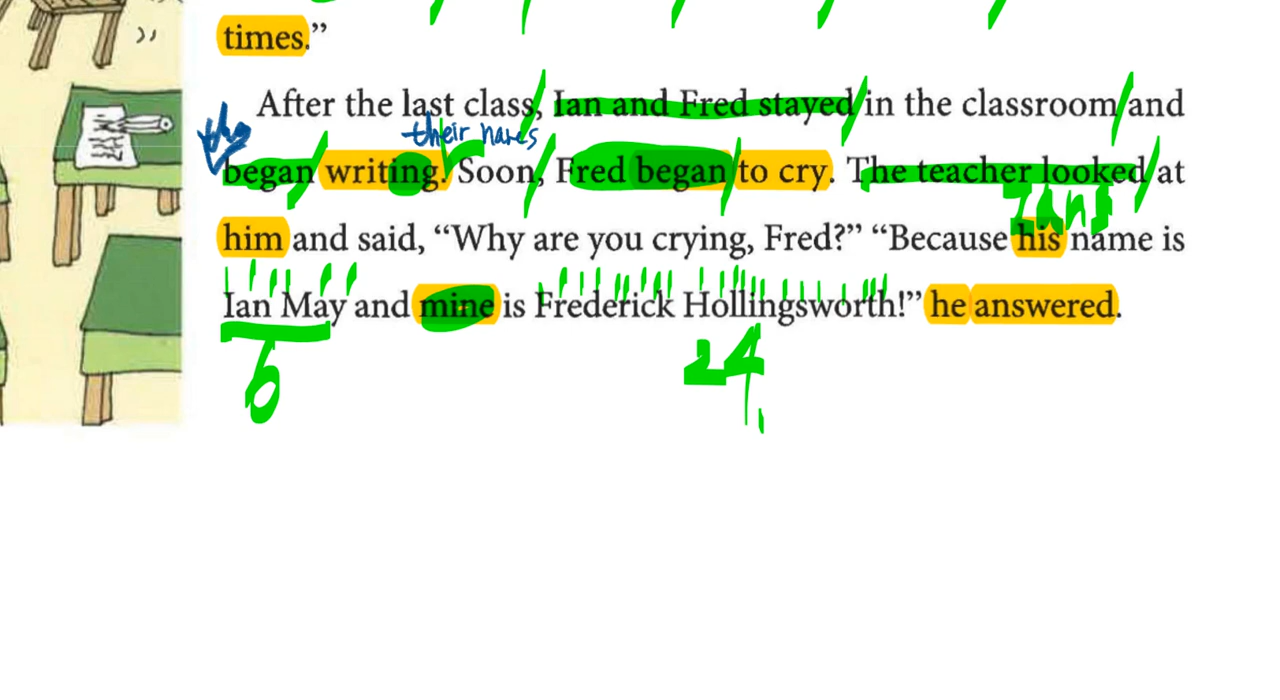 times.”
After the last class, Ian and Fred stayed in the classroom and
their names
began writing. Soon, Fred began to cry. The teacher looked at
Ian's
him and said, “Why are you crying, Fred?” “Because his name is
Ian May and mine is Frederick Hollingsworth!” he answered.
6
24